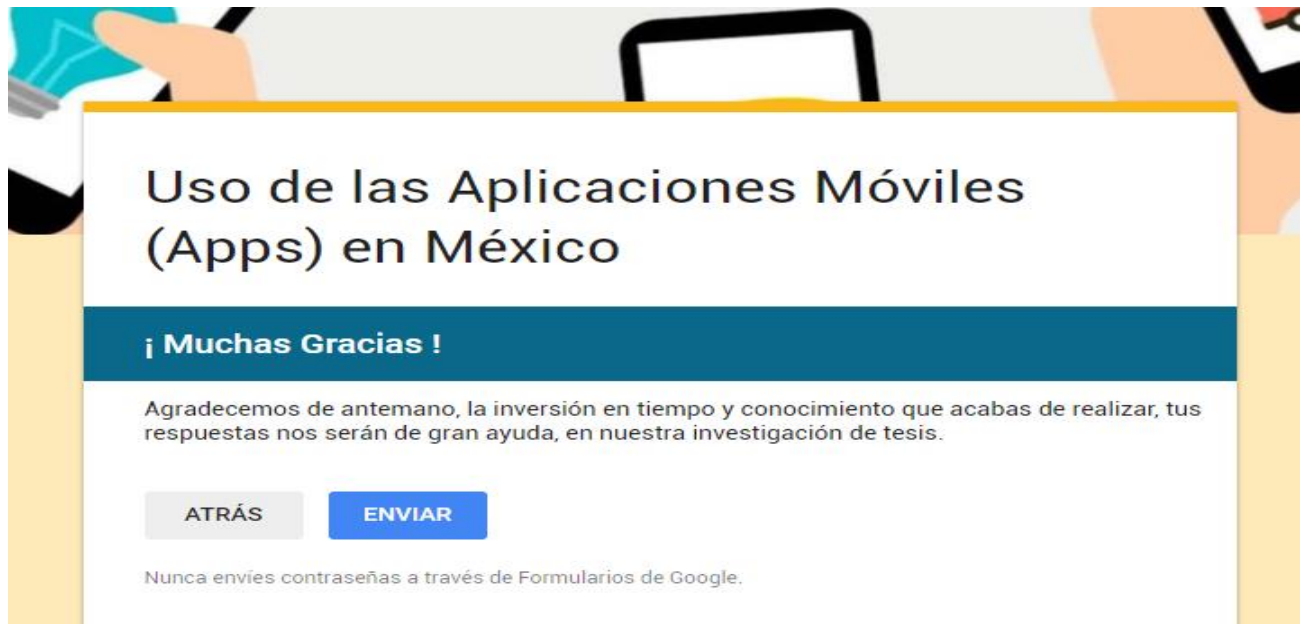 Uso de las Aplicaciones Móviles
(Apps) en México
¡ Muchas Gracias !
Agradecemos de antemano, la inversión en tiempo y conocimiento que acabas de realizar, tus
respuestas nos serán de gran ayuda, en nuestra investigación de tesis.
ATRÁS ENVIAR
Nunca envíes contraseñas a través de Formularios de Google.